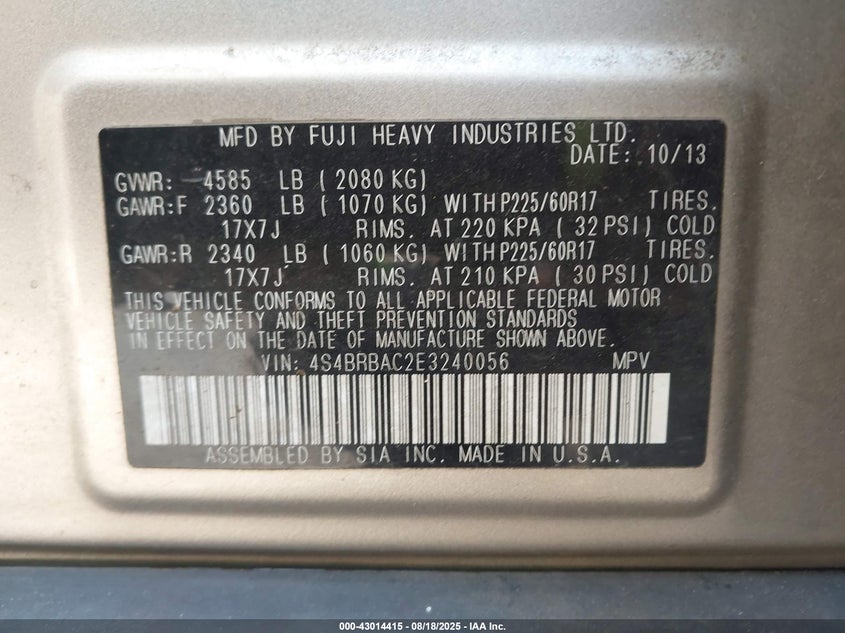 MFD BY FUJI HEAVY INDUSTRIES LTD.
DATE: 10/13
GVWR: 4585 LB ( 2080 KG)
GAWR:F 2360 LB ( 1070 KG) WITH P225/60R17 TIRES.
17X7J RIMS. AT 220 KPA ( 32 PSI) COLD
GAWR:R 2340 LB ( 1060 KG) WITH P225/60R17 TIRES.
17X7J RIMS. AT 210 KPA ( 30 PSI) COLD
THIS VEHICLE CONFORMS TO ALL APPLICABLE FEDERAL MOTOR
VEHICLE SAFETY AND THEFT PREVENTION STANDARDS
IN EFFECT ON THE DATE OF MANUFACTURE SHOWN ABOVE.
VIN: 4S4BRBAC2E3240056 MPV
ASSEMBLED BY SIA INC. MADE IN U.S.A.
000-43014415 - 08/18/2025 - IAA Inc.